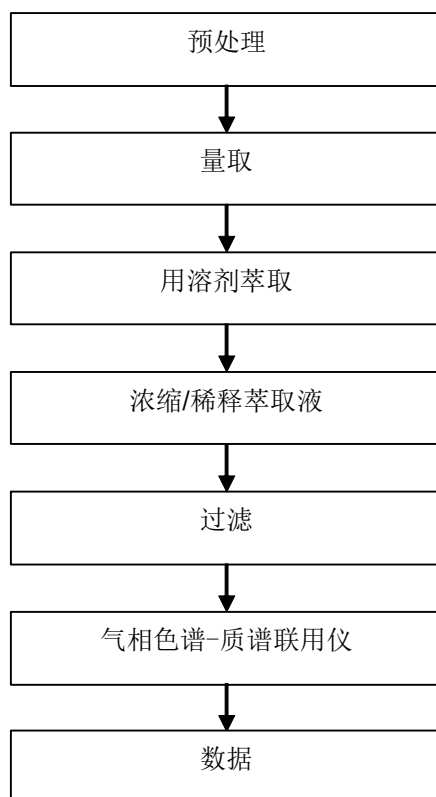 预处理
量取
用溶剂萃取
浓缩/稀释萃取液
过滤
气相色谱-质谱联用仪
数据